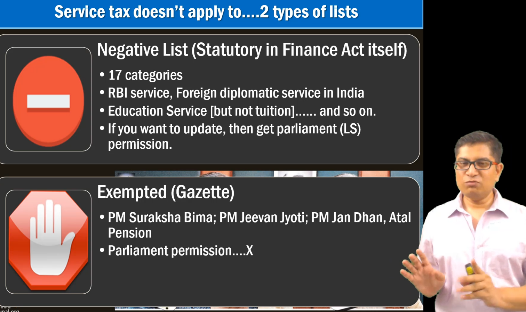 Service tax doesn't apply to....2 types of lists
Negative List (Statutory in Finance Act itself)
• 17 categories
• RBI service, Foreign diplomatic service in India
• Education Service [but not tuition]...... and so on.
• If you want to update, then get parliament (LS)
permission.
Exempted (Gazette)
• PM Suraksha Bima; PM Jeevan Jyoti; PM Jan Dhan, Atal
Pension
• Parliament permission....X